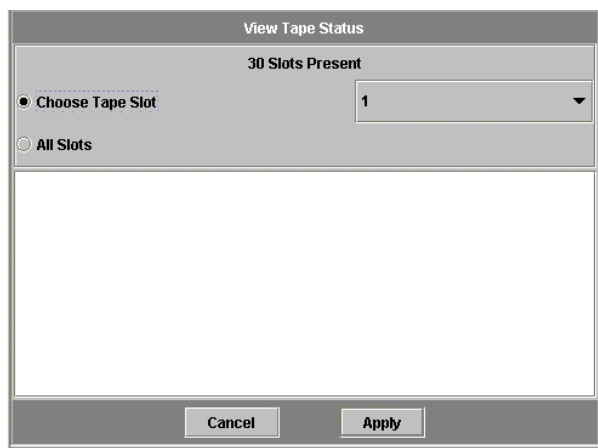 View Tape Status
30 Slots Present
Choose Tape Slot 1
All Slots
Cancel Apply